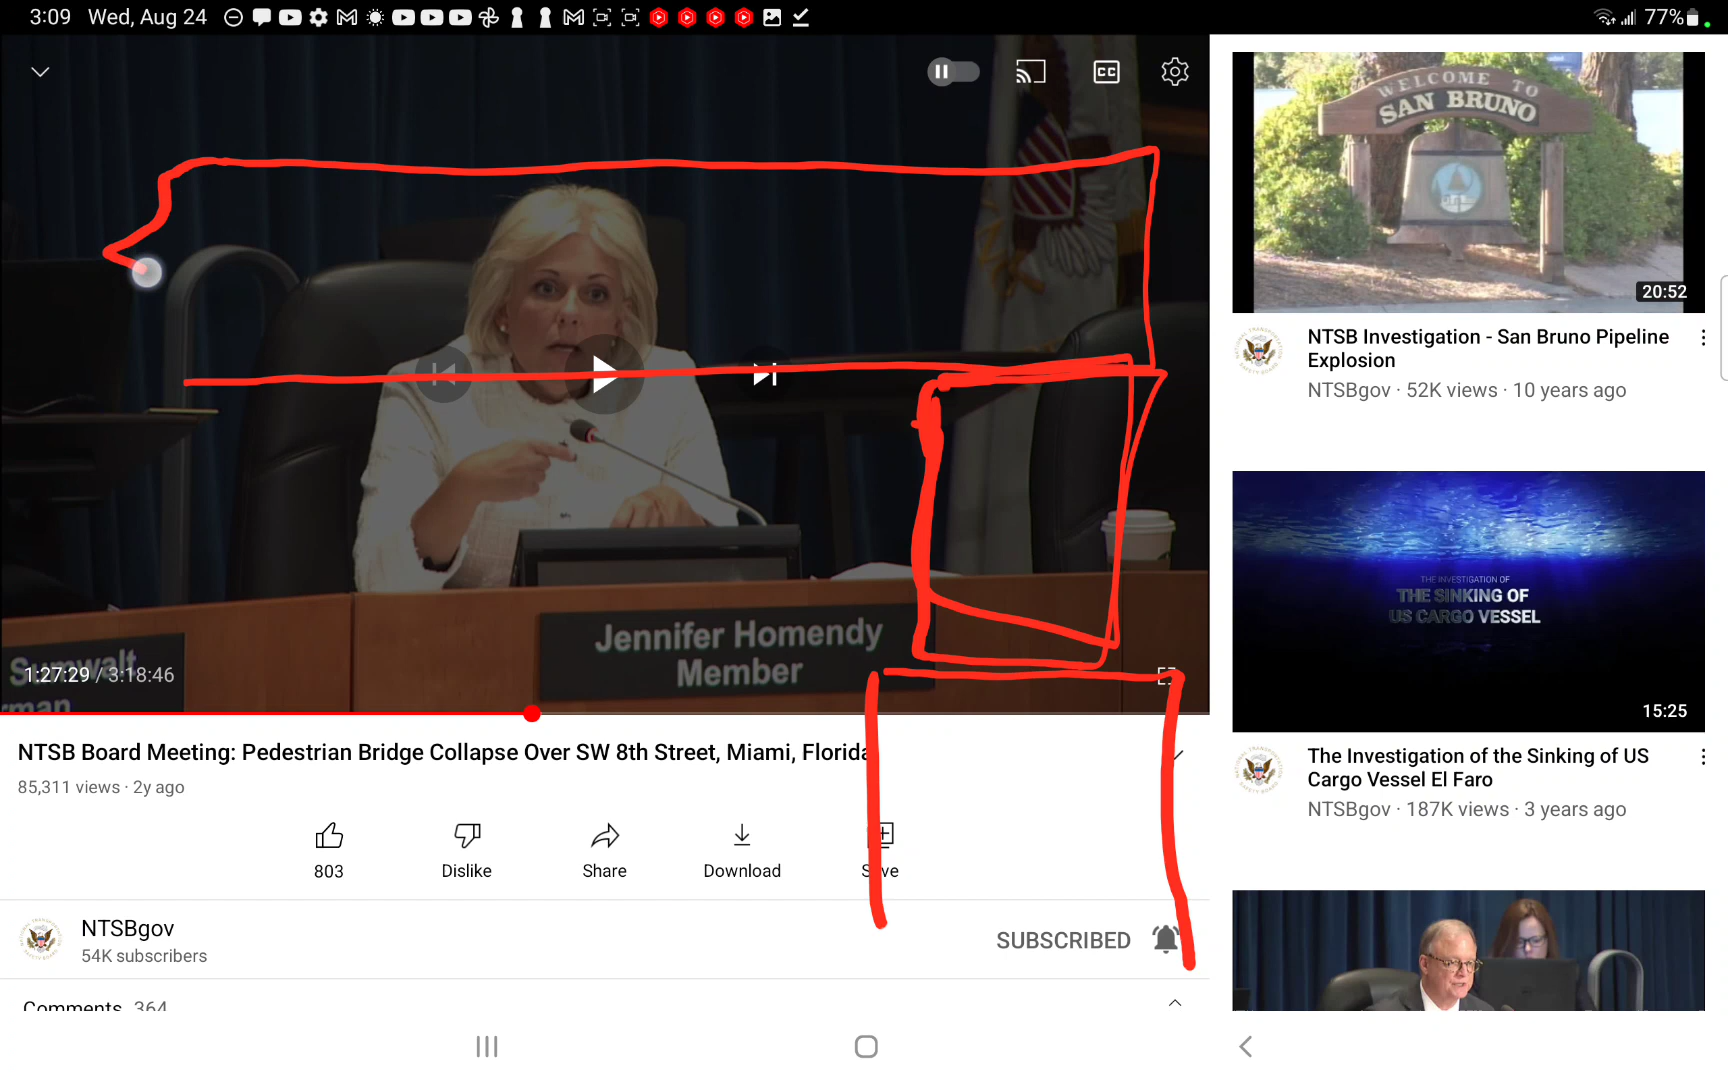 3:09 Wed, Aug 24
77%
CC
WELCOME TO
SAN BRUNO
20:52
NTSB Investigation - San Bruno Pipeline
Explosion
NTSBgov · 52K views · 10 years ago
Jennifer Homendy
Member
Sumwalt
rman
1:27:29 / 3:18:46
THE INVESTIGATION OF
THE SINKING OF
US CARGO VESSEL
15:25
NTSB Board Meeting: Pedestrian Bridge Collapse Over SW 8th Street, Miami, Florida
85,311 views · 2y ago
The Investigation of the Sinking of US
Cargo Vessel El Faro
NTSBgov · 187K views · 3 years ago
803
Dislike
Share
Download
Save
NTSBgov
54K subscribers
SUBSCRIBED
Comments 364